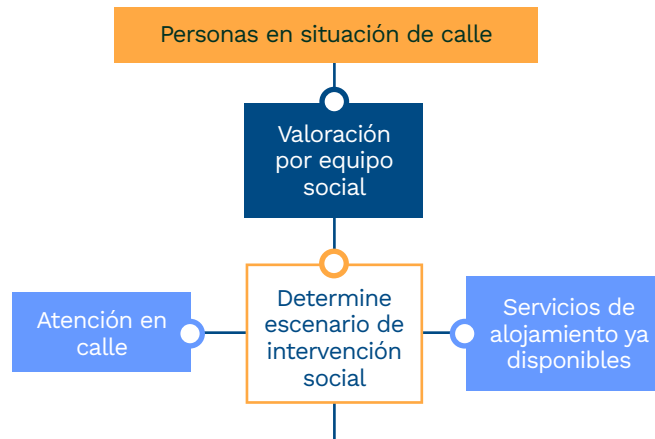 Personas en situación de calle
Valoración
por equipo
social
Atención en
calle
Determine
escenario de
intervención
social
Servicios de
alojamiento ya
disponibles